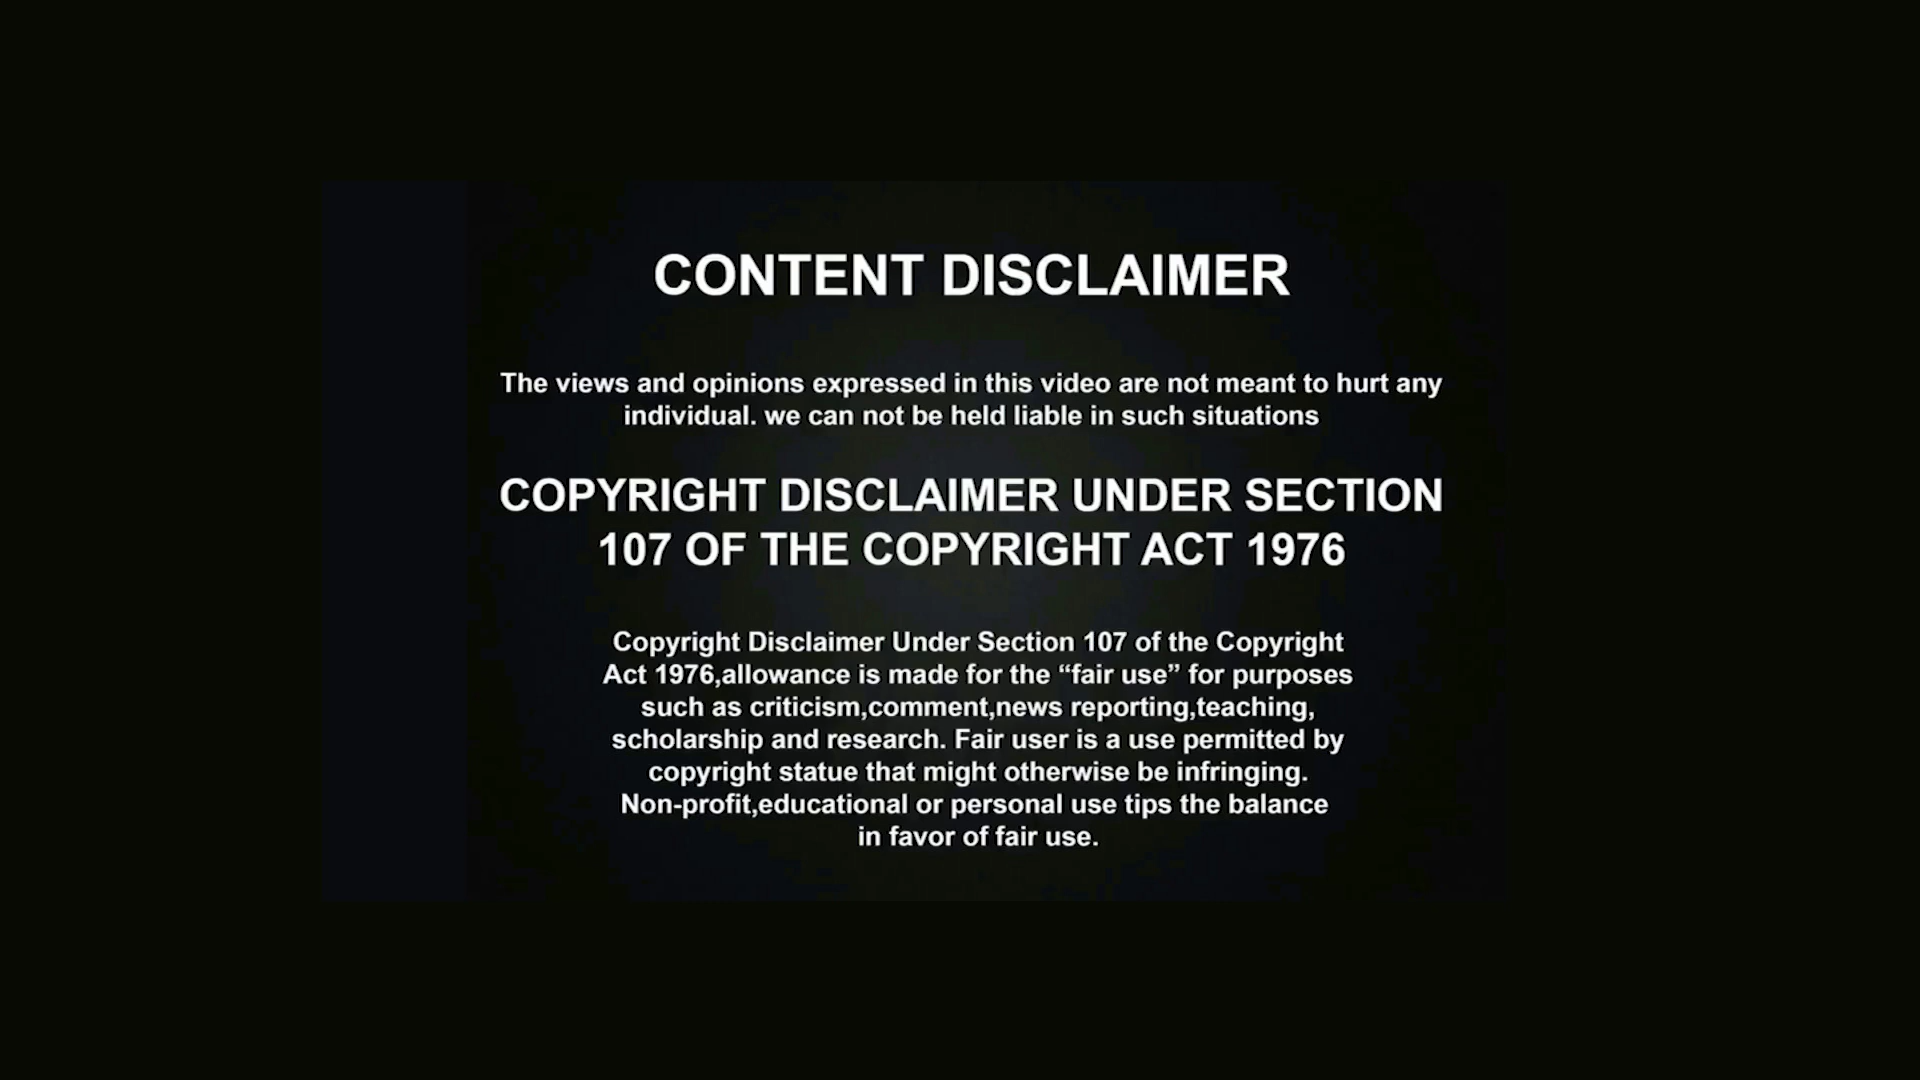 CONTENT DISCLAIMER
The views and opinions expressed in this video are not meant to hurt any
individual. we can not be held liable in such situations
COPYRIGHT DISCLAIMER UNDER SECTION
107 OF THE COPYRIGHT ACT 1976
Copyright Disclaimer Under Section 107 of the Copyright
Act 1976,allowance is made for the “fair use” for purposes
such as criticism,comment,news reporting,teaching,
scholarship and research. Fair user is a use permitted by
copyright statue that might otherwise be infringing.
Non-profit,educational or personal use tips the balance
in favor of fair use.